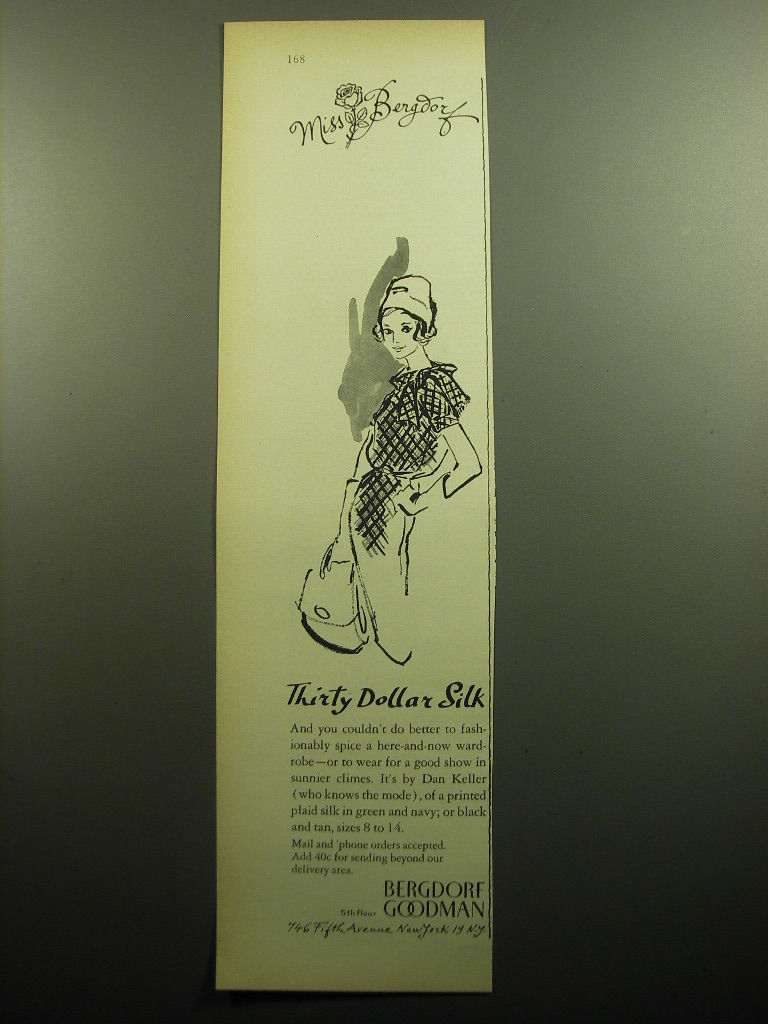 168
Miss Bergdorf
Thirty Dollar Silk
And you couldn't do better to fash-
ionably spice a here-and-now ward-
robe—or to wear for a good show in
sunnier climes. It's by Dan Keller
(who knows the mode), of a printed
plaid silk in green and navy; or black
and tan, sizes 8 to 14.
Mail and 'phone orders accepted.
Add 40c for sending beyond our
delivery area.
BERGDORF
5th floor GOODMAN
746 Fifth Avenue New York 19 N.Y.